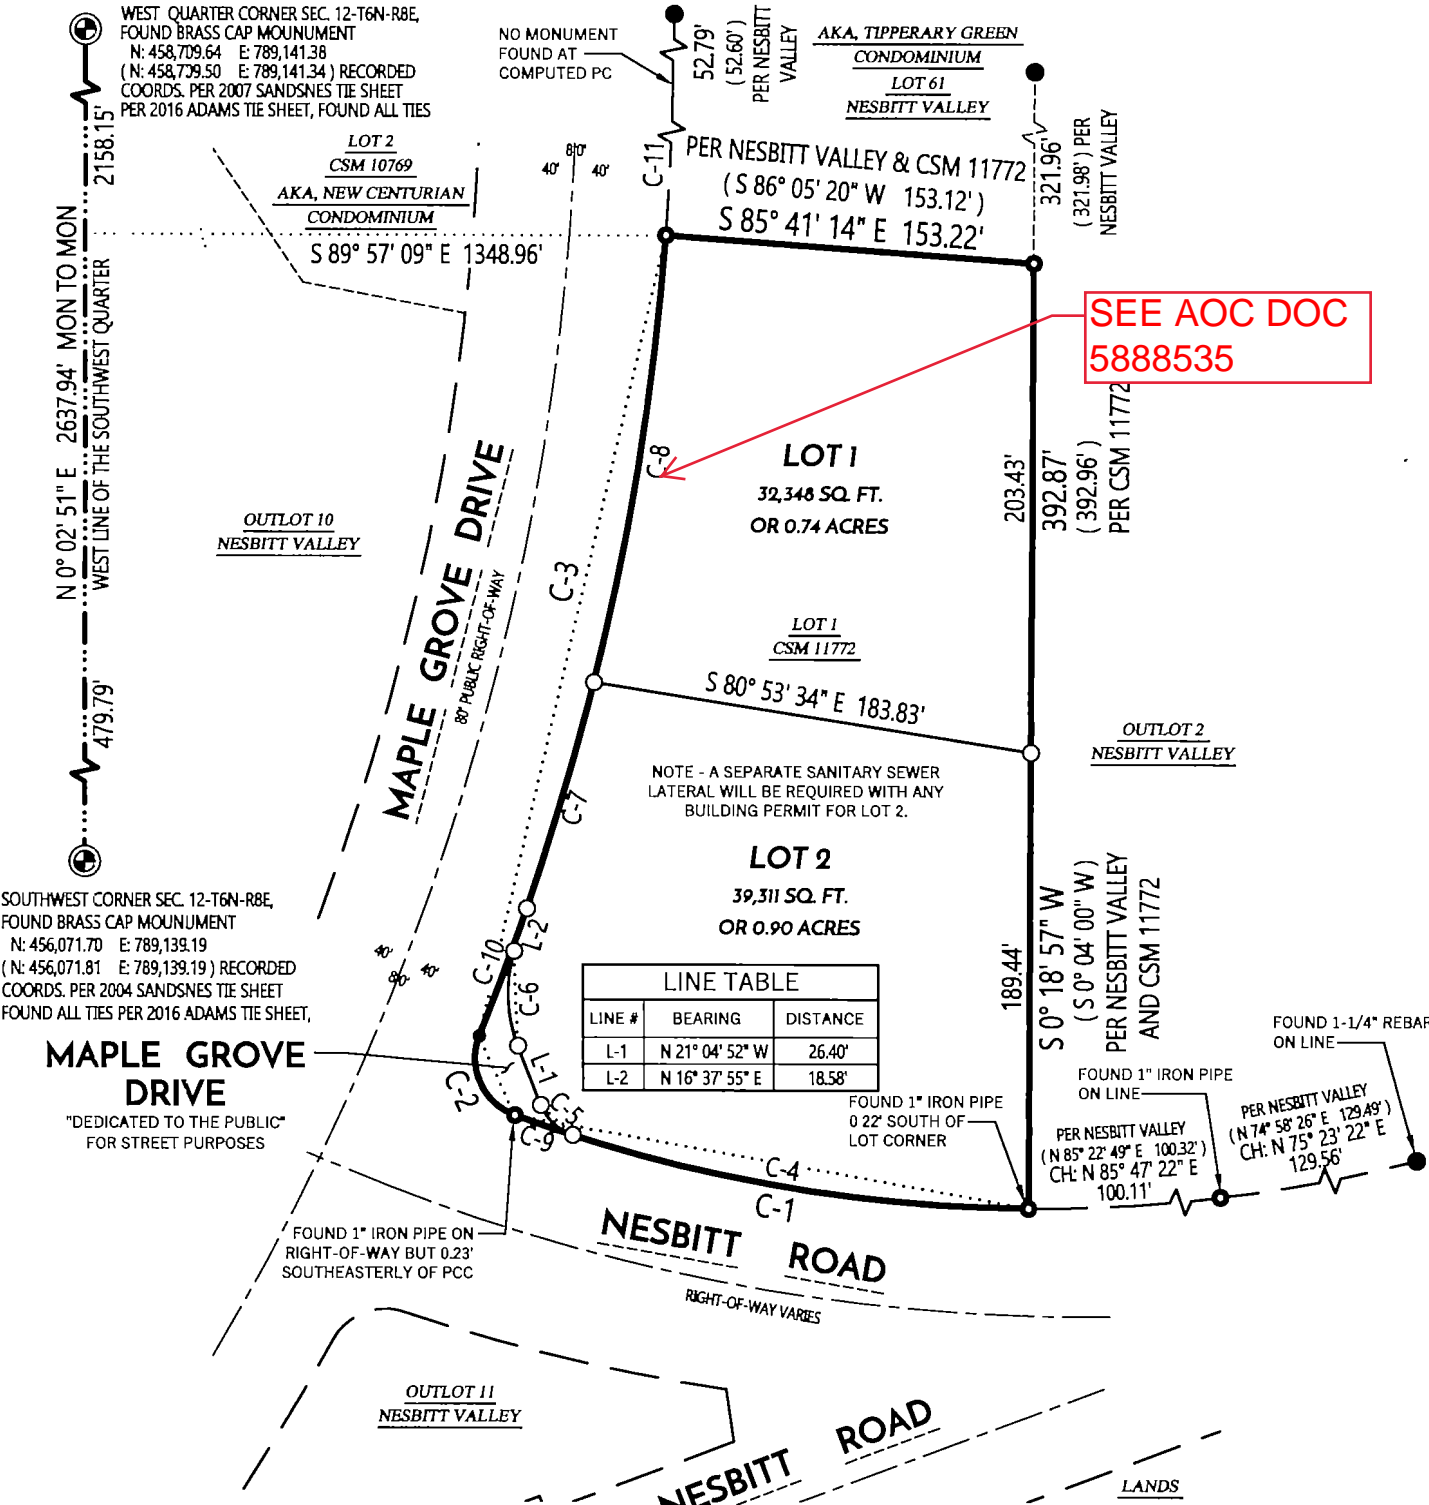 WEST QUARTER CORNER SEC. 12-T6N-R8E,
FOUND BRASS CAP MOUNUMENT
N: 458,709.64 E: 789,141.38
( N: 458,709.50 E: 789,141.34 ) RECORDED
COORDS. PER 2007 SANDSNES TIE SHEET
PER 2016 ADAMS TIE SHEET, FOUND ALL TIES
2158.15'
N 0° 02' 51" E 2637.94' MON TO MON
WEST LINE OF THE SOUTHWEST QUARTER
479.79'
LOT 2
CSM 10769
AKA, NEW CENTURIAN
CONDOMINIUM
S 89° 57' 09" E 1348.96'
NO MONUMENT
FOUND AT
COMPUTED PC
52.79'
( 52.60' )
PER NESBITT
VALLEY
AKA, TIPPERARY GREEN
CONDOMINIUM
LOT 61
NESBITT VALLEY
40'
80'
40'
C-11
PER NESBITT VALLEY & CSM 11772
( S 86° 05' 20" W 153.12' )
S 85° 41' 14" E 153.22'
321.96'
( 321.98' ) PER
NESBITT VALLEY
SEE AOC DOC
5888535
C-8
LOT 1
32,348 SQ. FT.
OR 0.74 ACRES
203.43'
392.87'
( 392.96' )
PER CSM 11772
OUTLOT 10
NESBITT VALLEY
MAPLE GROVE DRIVE
80' PUBLIC RIGHT-OF-WAY
C-3
LOT 1
CSM 11772
S 80° 53' 34" E 183.83'
OUTLOT 2
NESBITT VALLEY
NOTE - A SEPARATE SANITARY SEWER
LATERAL WILL BE REQUIRED WITH ANY
BUILDING PERMIT FOR LOT 2.
C-7
LOT 2
39,311 SQ. FT.
OR 0.90 ACRES
189.44'
S 0° 18' 57" W
( S 0° 04' 00" W )
PER NESBITT VALLEY
AND CSM 11772
SOUTHWEST CORNER SEC. 12-T6N-R8E,
FOUND BRASS CAP MOUNUMENT
N: 456,071.70 E: 789,139.19
( N: 456,071.81 E: 789,139.19 ) RECORDED
COORDS. PER 2004 SANDSNES TIE SHEET
FOUND ALL TIES PER 2016 ADAMS TIE SHEET,
40'
80'
40'
C-10
L-2
C-6
L-1
C-5
C-2
C-9
LINE TABLE
LINE # BEARING DISTANCE
L-1 N 21° 04' 52" W 26.40'
L-2 N 16° 37' 55" E 18.58'
MAPLE GROVE
DRIVE
"DEDICATED TO THE PUBLIC"
FOR STREET PURPOSES
FOUND 1" IRON PIPE
0 22' SOUTH OF
LOT CORNER
FOUND 1" IRON PIPE
ON LINE
FOUND 1-1/4" REBAR
ON LINE
PER NESBITT VALLEY
( N 85° 22' 49" E 100.32' )
CH: N 85° 47' 22" E
100.11'
PER NESBITT VALLEY
( N 74° 58' 26" E 129.49' )
CH: N 75° 23' 22" E
129.56'
C-4
C-1
FOUND 1" IRON PIPE ON
RIGHT-OF-WAY BUT 0.23'
SOUTHEASTERLY OF PCC
NESBITT ROAD
RIGHT-OF-WAY VARIES
OUTLOT 11
NESBITT VALLEY
NESBITT ROAD
LANDS